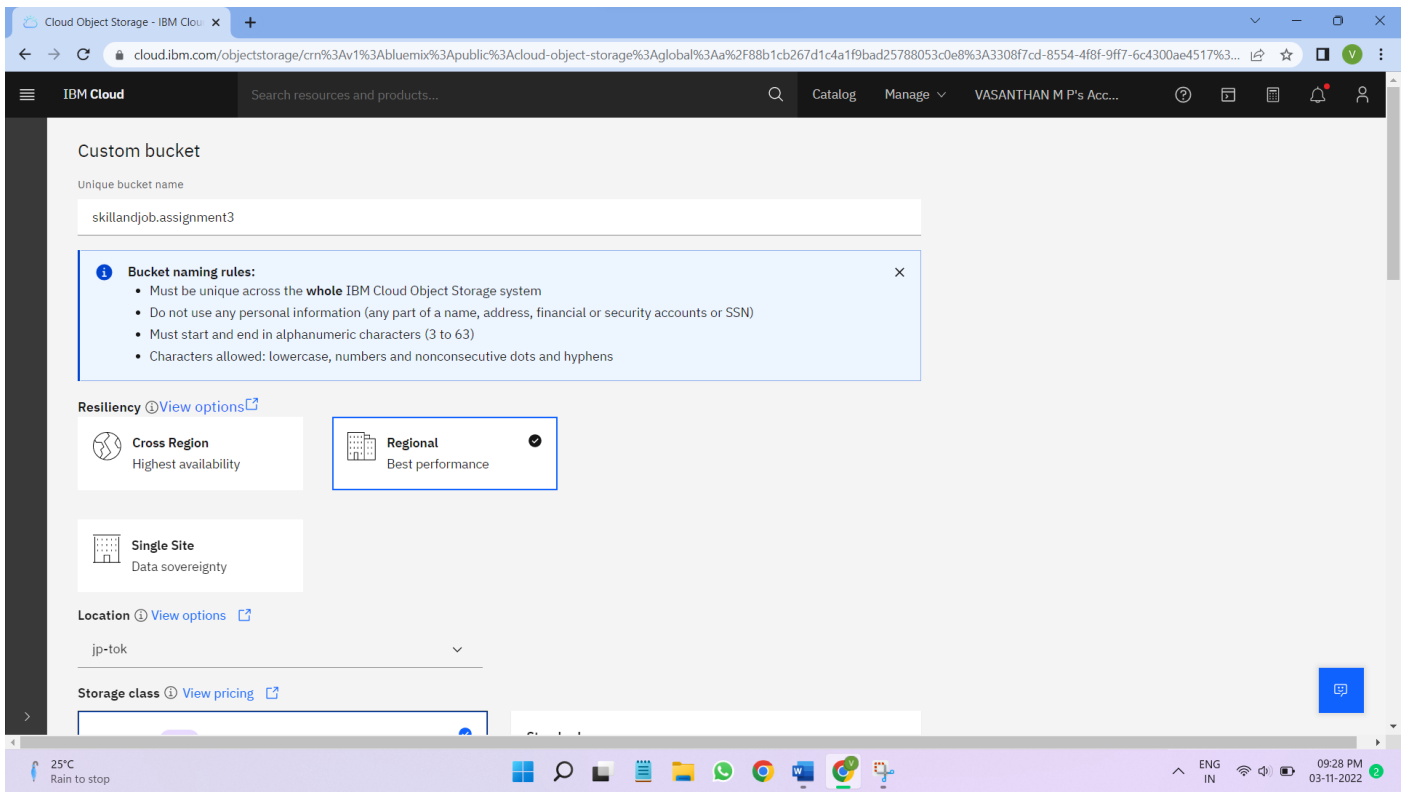 Cloud Object Storage - IBM Clou
cloud.ibm.com/objectstorage/crn%3Av1%3Abluemix%3Apublic%3Acloud-object-storage%3Aglobal%3Aa%2F88b1cb267d1c4a1f9bad25788053c0e8%3A3308f7cd-8554-4f8f-9ff7-6c4300ae4517%3...
V
IBM Cloud
Search resources and products...
Catalog
Manage
VASANTHAN M P's Acc...
Custom bucket
Unique bucket name
skillandjob.assignment3
Bucket naming rules:
• Must be unique across the whole IBM Cloud Object Storage system
• Do not use any personal information (any part of a name, address, financial or security accounts or SSN)
• Must start and end in alphanumeric characters (3 to 63)
• Characters allowed: lowercase, numbers and nonconsecutive dots and hyphens
Resiliency View options
Cross Region
Highest availability
Regional
Best performance
Single Site
Data sovereignty
Location View options
jp-tok
Storage class View pricing
25°C
Rain to stop
ENG
IN
09:28 PM
03-11-2022
2